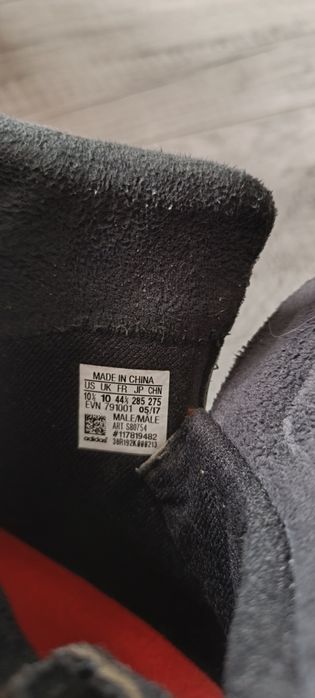 MADE IN CHINA
US UK FR JP CHN
10½ 10 44⅔ 285 275
EVN 791001 05/17
MALE/MALE
ART S80754
#117819482
adidas